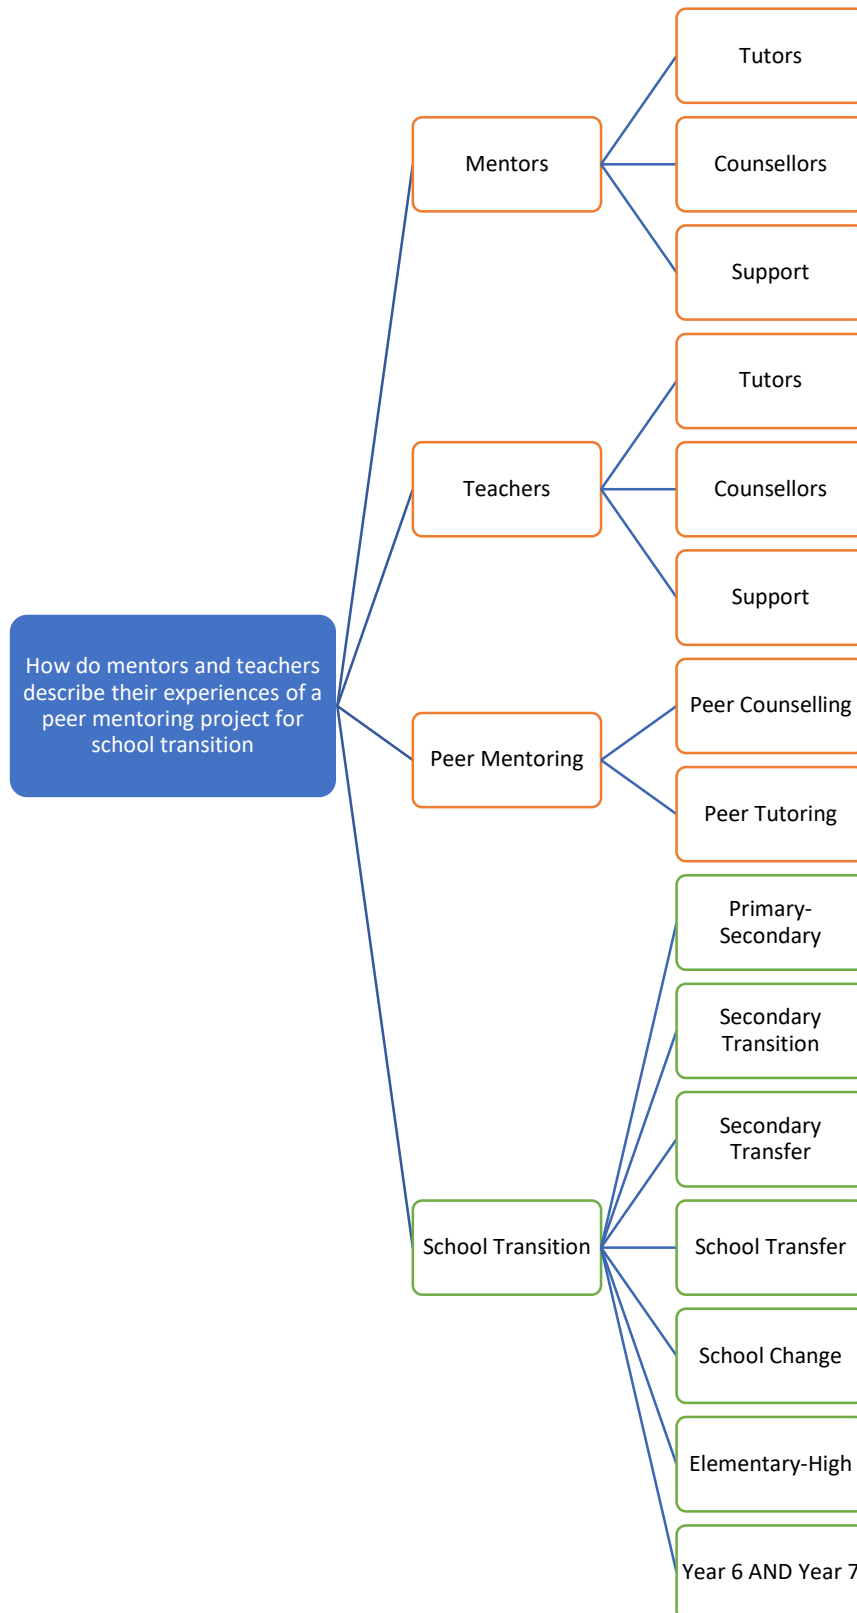 How do mentors and teachers
describe their experiences of a
peer mentoring project for
school transition
Mentors
Tutors
Counsellors
Support
Teachers
Tutors
Counsellors
Support
Peer Mentoring
Peer Counselling
Peer Tutoring
School Transition
Primary-
Secondary
Secondary
Transition
Secondary
Transfer
School Transfer
School Change
Elementary-High
Year 6 AND Year 7